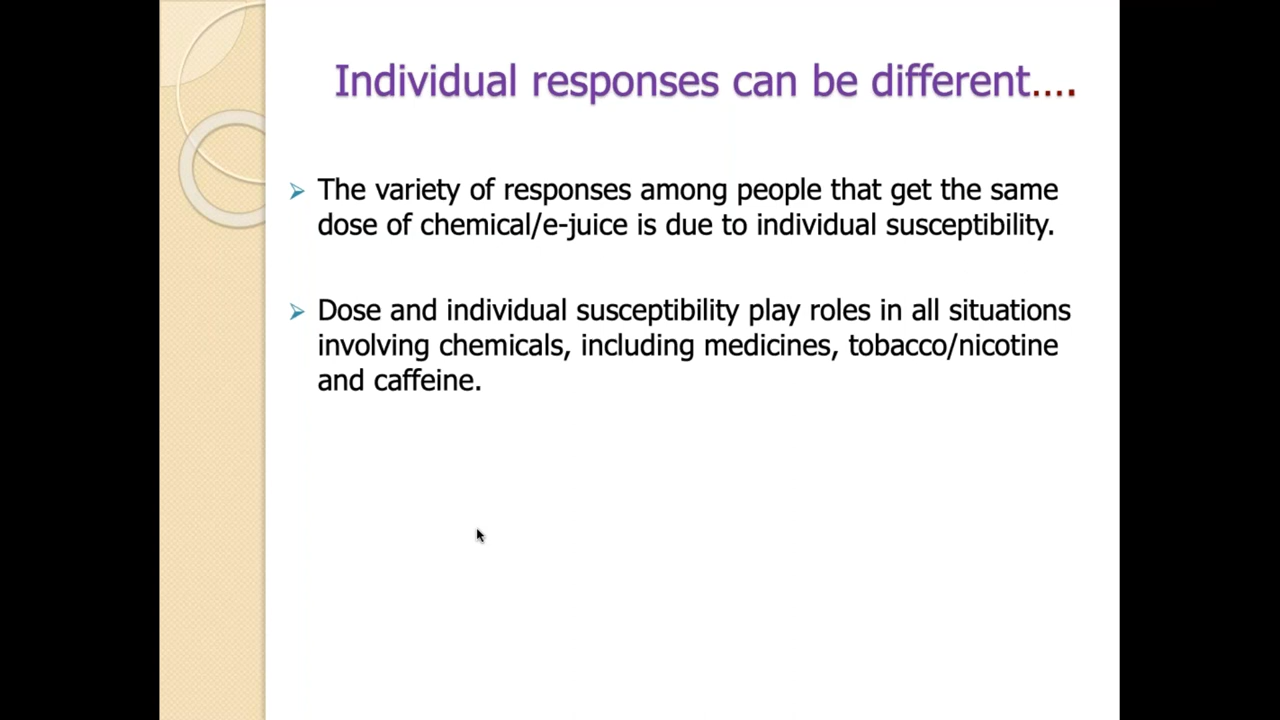 Individual responses can be different....
The variety of responses among people that get the same
dose of chemical/e-juice is due to individual susceptibility.
Dose and individual susceptibility play roles in all situations
involving chemicals, including medicines, tobacco/nicotine
and caffeine.